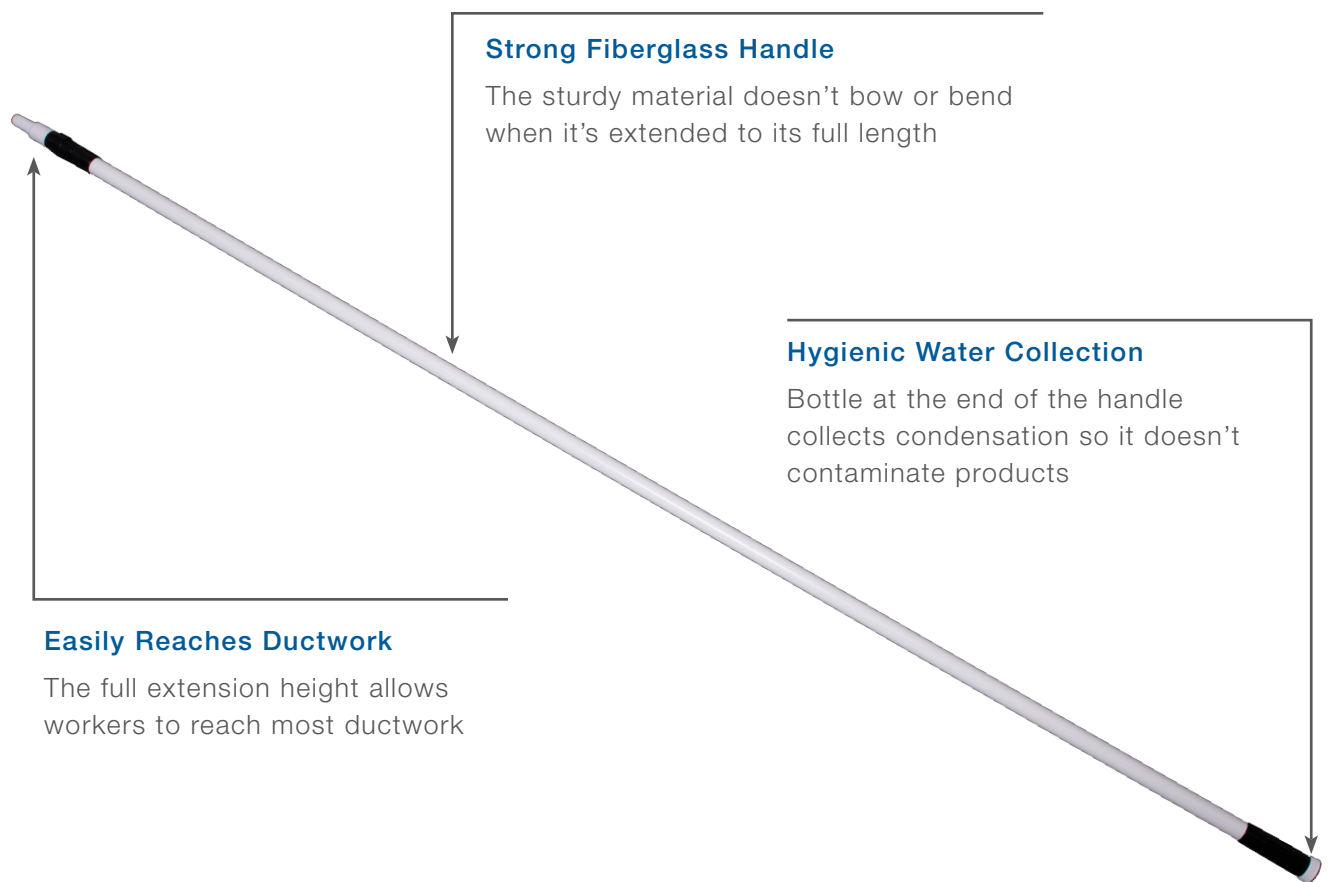 Strong Fiberglass Handle
The sturdy material doesn’t bow or bend
when it’s extended to its full length
Hygienic Water Collection
Bottle at the end of the handle
collects condensation so it doesn’t
contaminate products
Easily Reaches Ductwork
The full extension height allows
workers to reach most ductwork